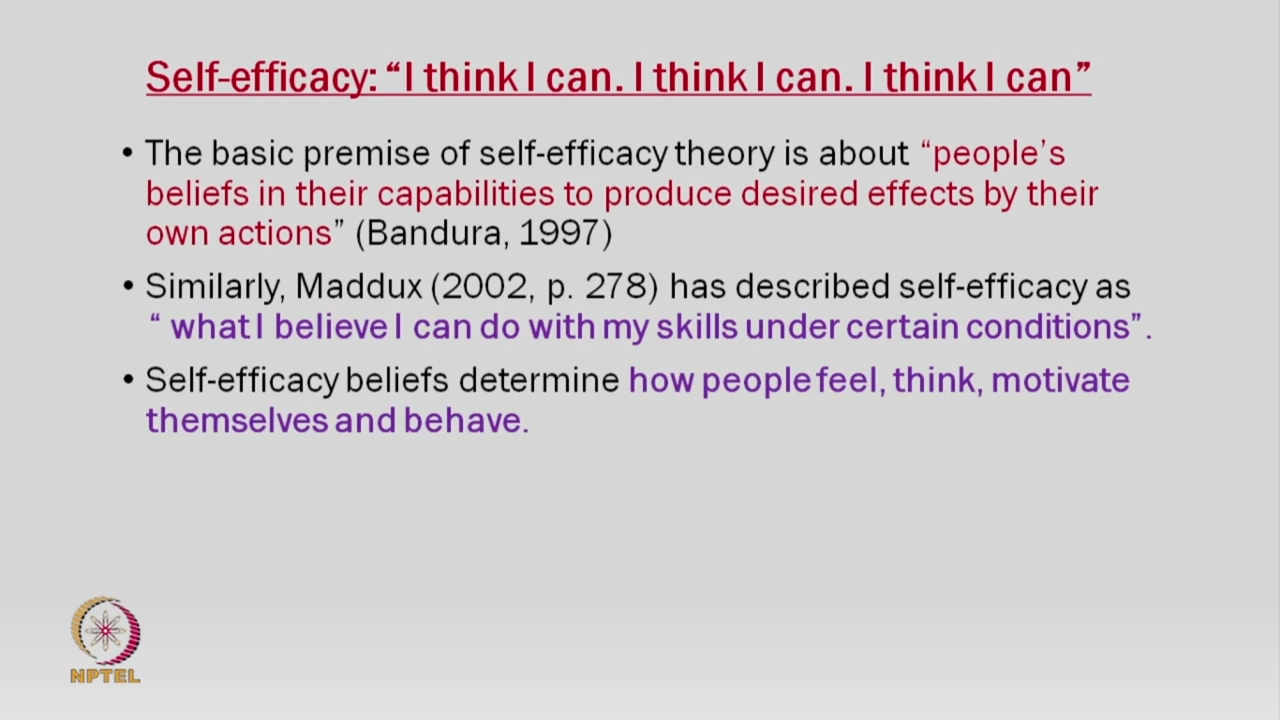 Self-efficacy: “I think I can. I think I can. I think I can”
• The basic premise of self-efficacy theory is about “people’s
beliefs in their capabilities to produce desired effects by their
own actions” (Bandura, 1997)
• Similarly, Maddux (2002, p. 278) has described self-efficacy as
“ what I believe I can do with my skills under certain conditions”.
• Self-efficacy beliefs determine how people feel, think, motivate
themselves and behave.
NPTEL